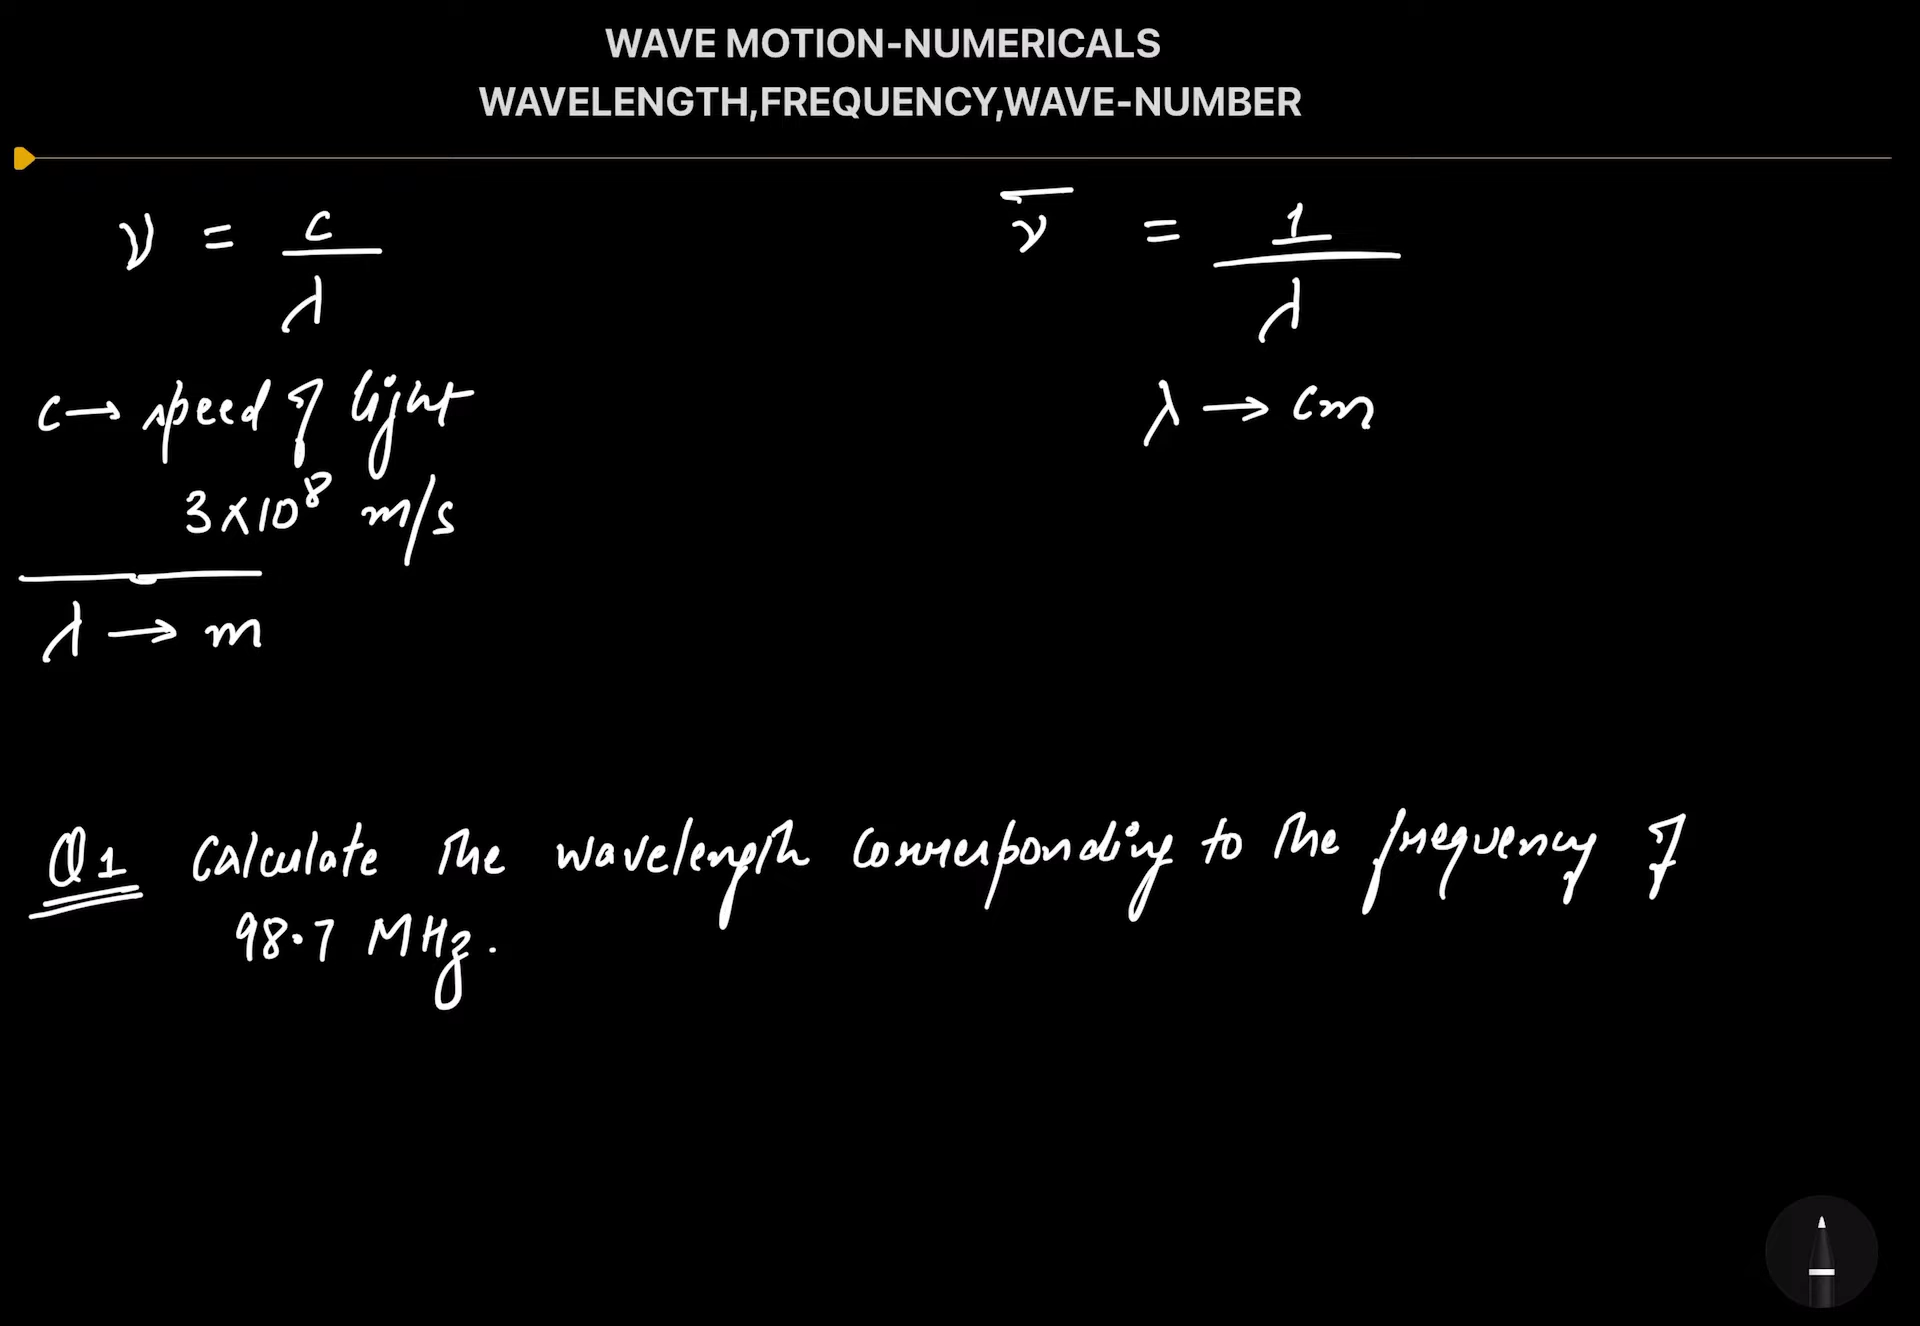 WAVE MOTION-NUMERICALS
WAVELENGTH,FREQUENCY,WAVE-NUMBER
ν = c / λ
ν̅ = 1 / λ
c → speed of light
3 × 10⁸ m/s
λ → m
λ → cm
Q1 Calculate the wavelength corresponding to the frequency of
98.7 MHz.